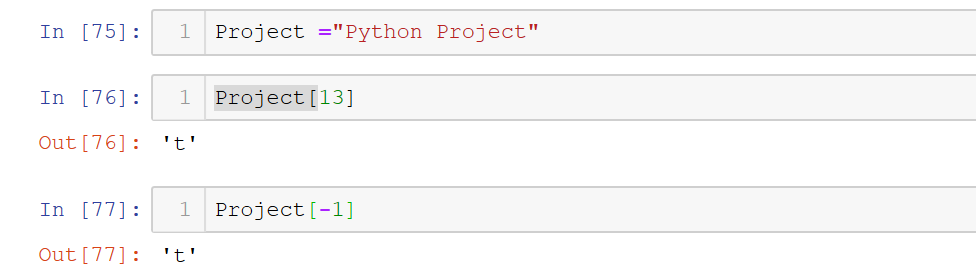 In [75]: 1 Project ="Python Project"
In [76]: 1 Project[13]
Out[76]: 't'
In [77]: 1 Project[-1]
Out[77]: 't'